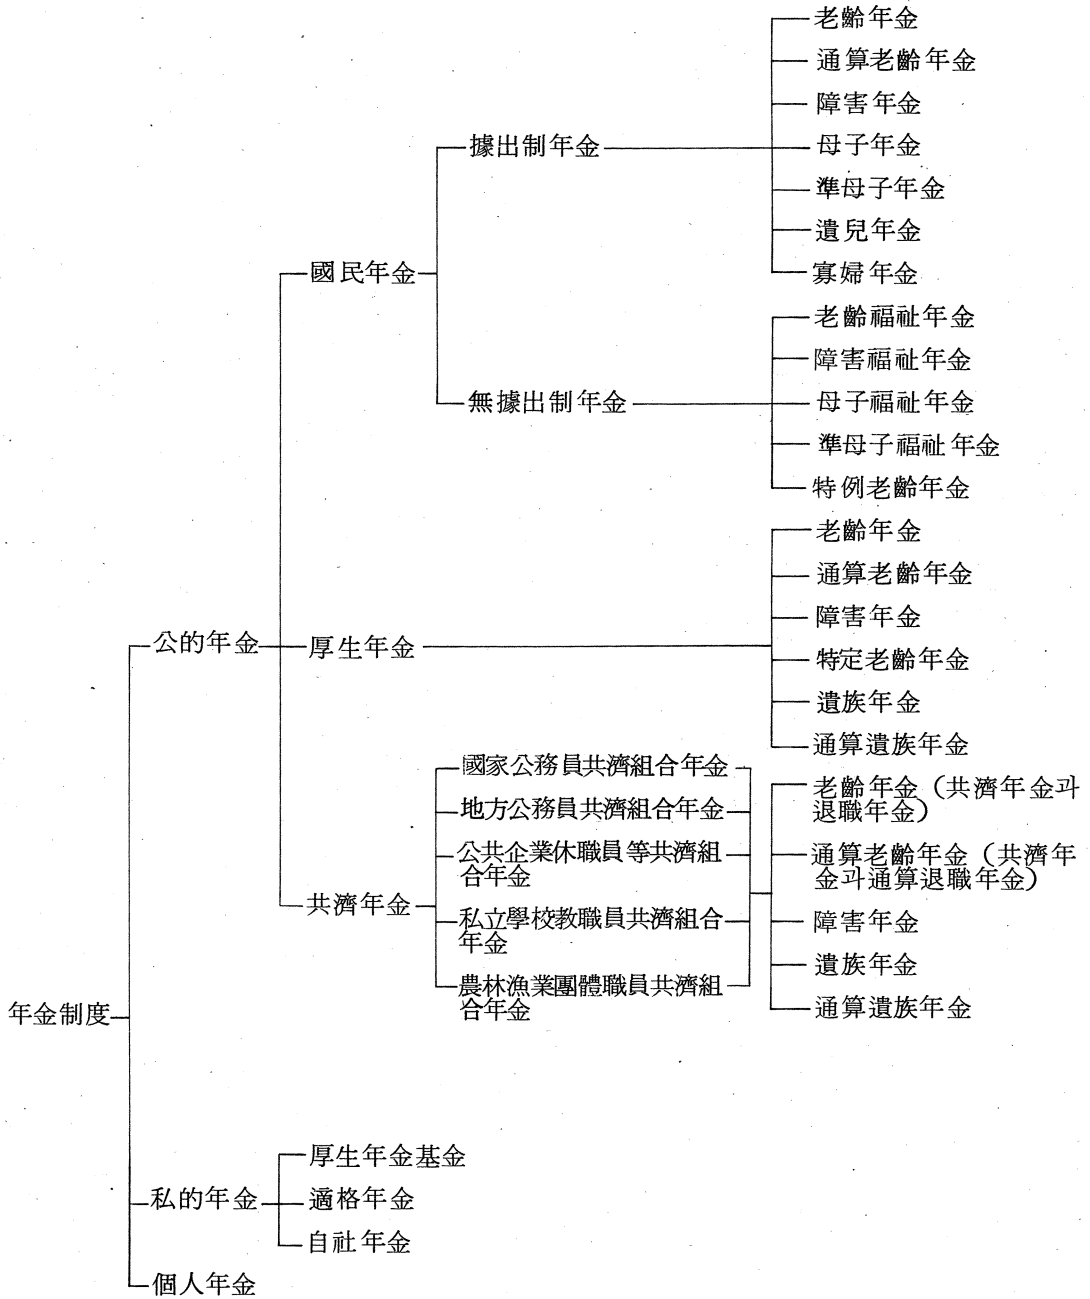 老齡年金
通算老齡年金
障害年金
據出制年金
母子年金
準母子年金
遺兒年金
國民年金
寡婦年金
老齡福祉年金
障害福祉年金
無據出制年金
母子福祉年金
準母子福祉年金
特例老齡年金
老齡年金
通算老齡年金
障害年金
公的年金
厚生年金
特定老齡年金
遺族年金
通算遺族年金
國家公務員共濟組合年金
老齡年金 (共濟年金과
退職年金)
地方公務員共濟組合年金
公共企業休職員等共濟組
合年金
通算老齡年金 (共濟年
金과通算退職年金)
共濟年金
私立學校教職員共濟組合
年金
障害年金
遺族年金
農林漁業團體職員共濟組
合年金
通算遺族年金
年金制度
厚生年金基金
私的年金
適格年金
自社年金
個人年金